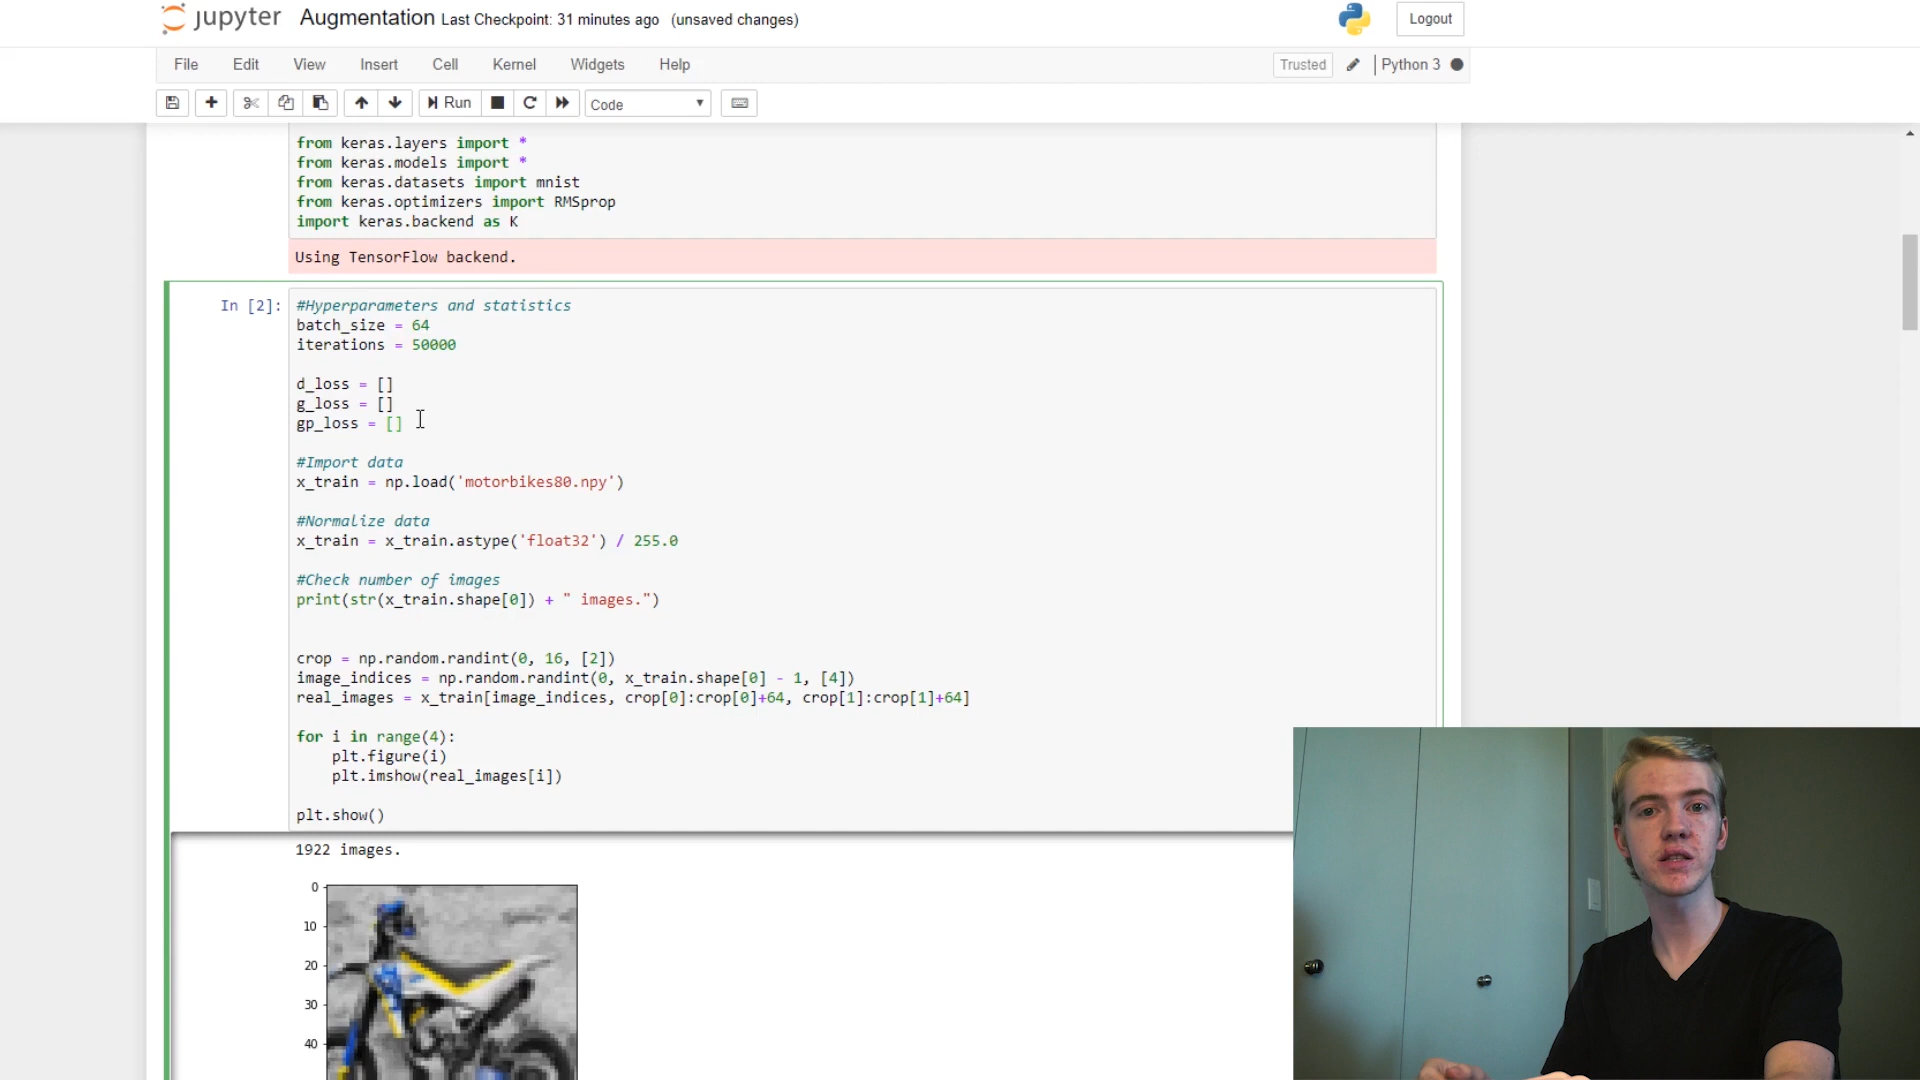 jupyter Augmentation Last Checkpoint: 31 minutes ago (unsaved changes) Logout
File Edit View Insert Cell Kernel Widgets Help Trusted Python 3
Run Code
from keras.layers import *
from keras.models import *
from keras.datasets import mnist
from keras.optimizers import RMSprop
import keras.backend as K
Using TensorFlow backend.
In [2]: #Hyperparameters and statistics
batch_size = 64
iterations = 50000
d_loss = []
g_loss = []
gp_loss = []
#Import data
x_train = np.load('motorbikes80.npy')
#Normalize data
x_train = x_train.astype('float32') / 255.0
#Check number of images
print(str(x_train.shape[0]) + " images.")
crop = np.random.randint(0, 16, [2])
image_indices = np.random.randint(0, x_train.shape[0] - 1, [4])
real_images = x_train[image_indices, crop[0]:crop[0]+64, crop[1]:crop[1]+64]
for i in range(4):
    plt.figure(i)
    plt.imshow(real_images[i])
plt.show()
1922 images.
0
10
20
30
40